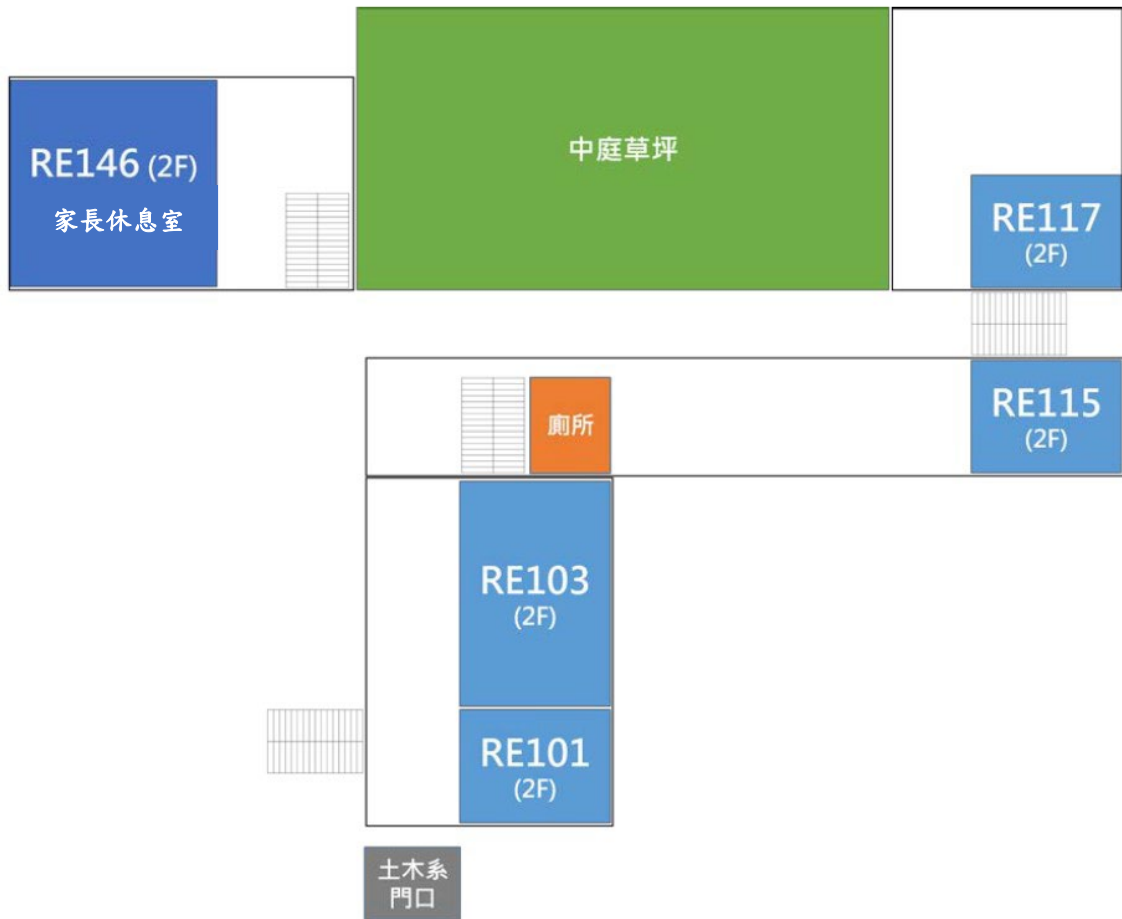 中庭草坪
RE146 (2F)
家長休息室
RE117
(2F)
RE115
(2F)
廁所
RE103
(2F)
RE101
(2F)
土木系
門口